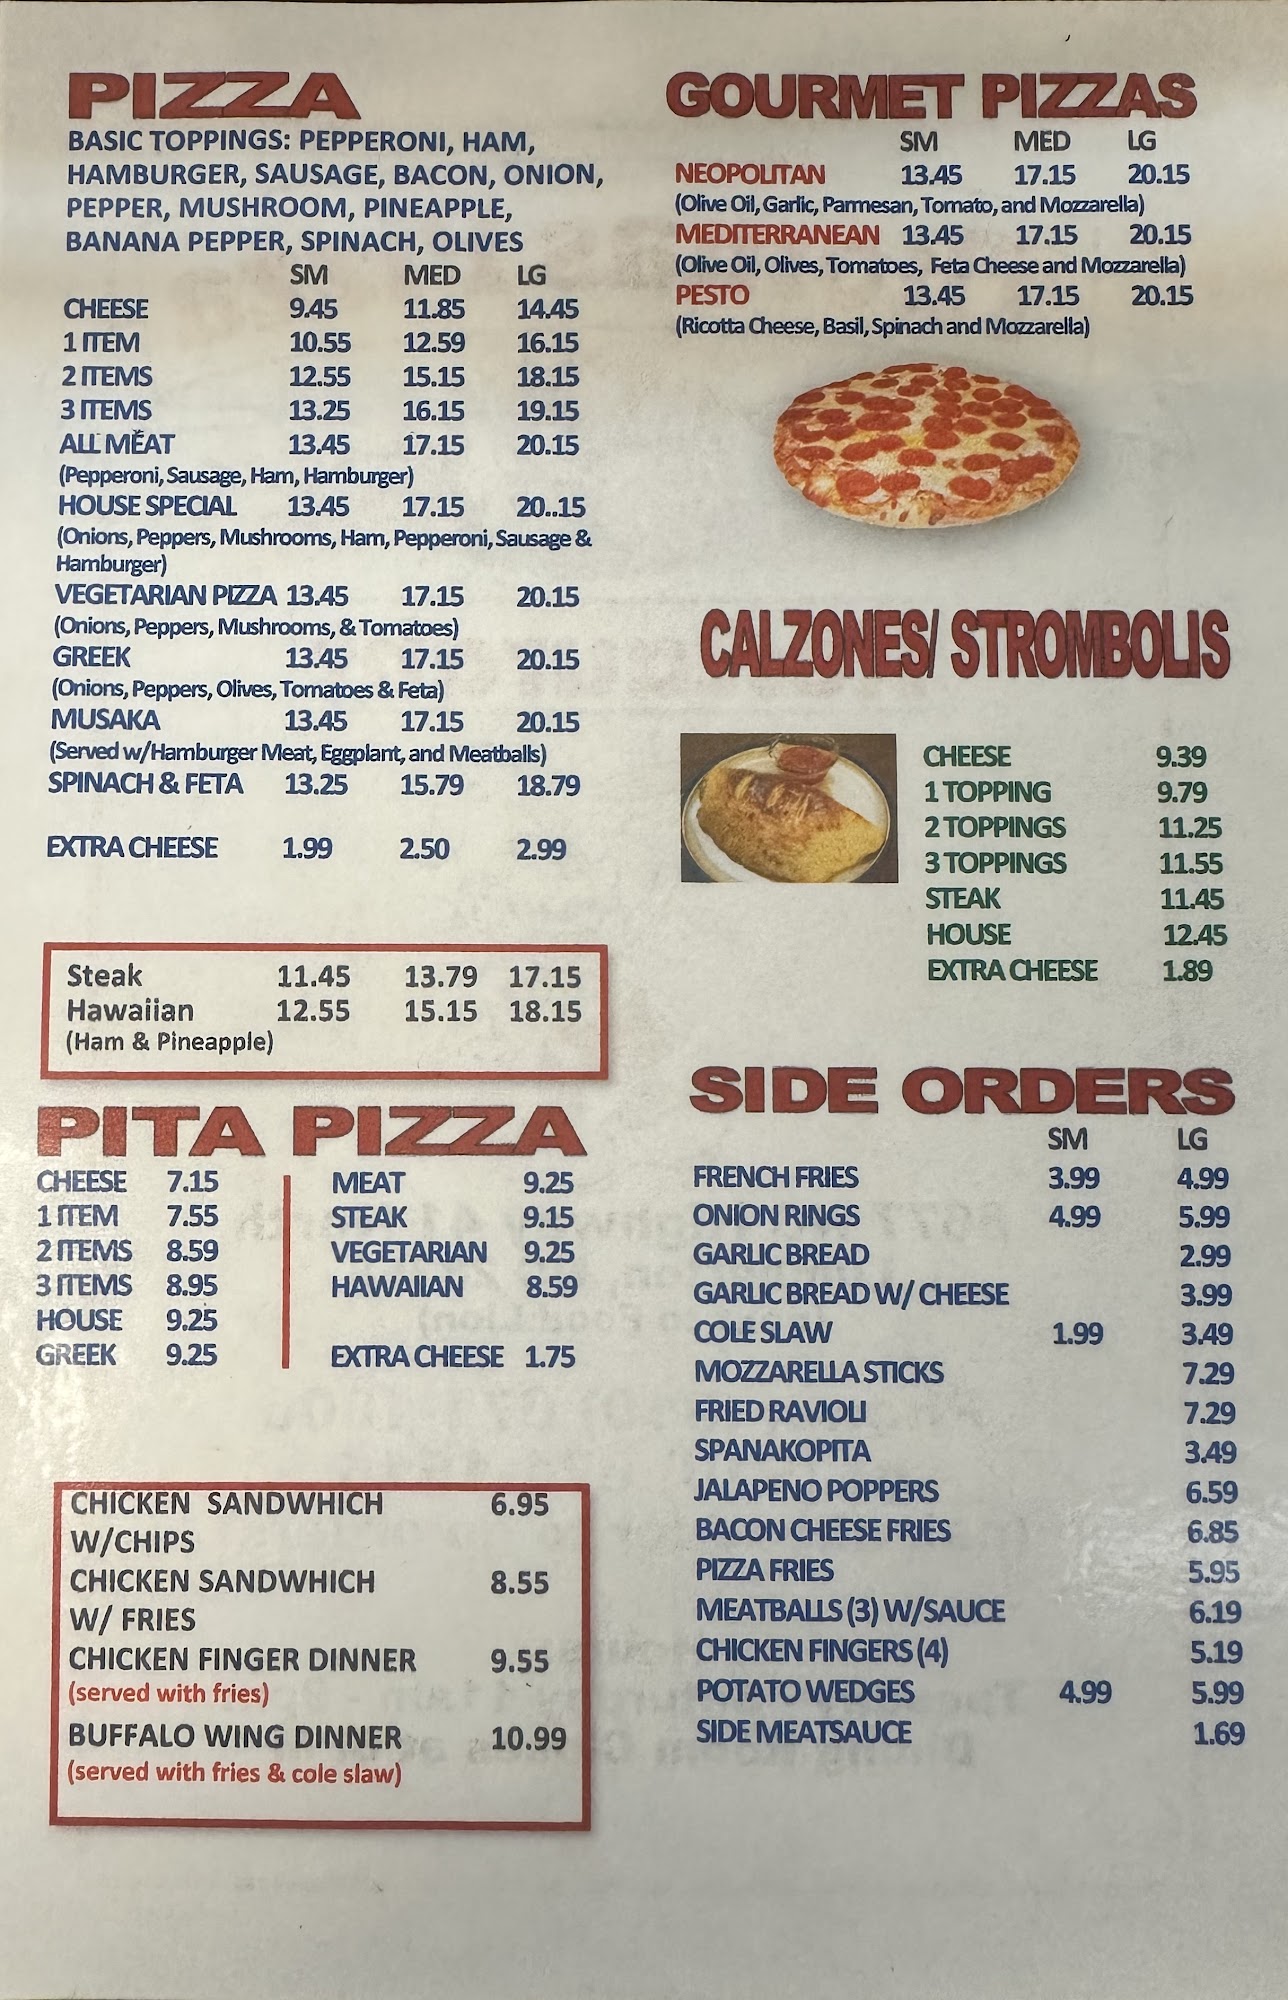 PIZZA
BASIC TOPPINGS: PEPPERONI, HAM,
HAMBURGER, SAUSAGE, BACON, ONION,
PEPPER, MUSHROOM, PINEAPPLE,
BANANA PEPPER, SPINACH, OLIVES
SM MED LG
CHEESE 9.45 11.85 14.45
1 ITEM 10.55 12.59 16.15
2 ITEMS 12.55 15.15 18.15
3 ITEMS 13.25 16.15 19.15
ALL MEAT 13.45 17.15 20.15
(Pepperoni, Sausage, Ham, Hamburger)
HOUSE SPECIAL 13.45 17.15 20..15
(Onions, Peppers, Mushrooms, Ham, Pepperoni, Sausage &
Hamburger)
VEGETARIAN PIZZA 13.45 17.15 20.15
(Onions, Peppers, Mushrooms, & Tomatoes)
GREEK 13.45 17.15 20.15
(Onions, Peppers, Olives, Tomatoes & Feta)
MUSAKA 13.45 17.15 20.15
(Served w/Hamburger Meat, Eggplant, and Meatballs)
SPINACH & FETA 13.25 15.79 18.79
EXTRA CHEESE 1.99 2.50 2.99
Steak 11.45 13.79 17.15
Hawaiian 12.55 15.15 18.15
(Ham & Pineapple)
PITA PIZZA
CHEESE 7.15
1 ITEM 7.55
2 ITEMS 8.59
3 ITEMS 8.95
HOUSE 9.25
GREEK 9.25
MEAT 9.25
STEAK 9.15
VEGETARIAN 9.25
HAWAIIAN 8.59
EXTRA CHEESE 1.75
CHICKEN SANDWHICH 6.95
W/CHIPS
CHICKEN SANDWHICH 8.55
W/ FRIES
CHICKEN FINGER DINNER 9.55
(served with fries)
BUFFALO WING DINNER 10.99
(served with fries & cole slaw)
GOURMET PIZZAS
SM MED LG
NEOPOLITAN 13.45 17.15 20.15
(Olive Oil, Garlic, Parmesan, Tomato, and Mozzarella)
MEDITERRANEAN 13.45 17.15 20.15
(Olive Oil, Olives, Tomatoes, Feta Cheese and Mozzarella)
PESTO 13.45 17.15 20.15
(Ricotta Cheese, Basil, Spinach and Mozzarella)
CALZONES/ STROMBOLIS
CHEESE 9.39
1 TOPPING 9.79
2 TOPPINGS 11.25
3 TOPPINGS 11.55
STEAK 11.45
HOUSE 12.45
EXTRA CHEESE 1.89
SIDE ORDERS
SM LG
FRENCH FRIES 3.99 4.99
ONION RINGS 4.99 5.99
GARLIC BREAD 2.99
GARLIC BREAD W/ CHEESE 3.99
COLE SLAW 1.99 3.49
MOZZARELLA STICKS 7.29
FRIED RAVIOLI 7.29
SPANAKOPITA 3.49
JALAPENO POPPERS 6.59
BACON CHEESE FRIES 6.85
PIZZA FRIES 5.95
MEATBALLS (3) W/SAUCE 6.19
CHICKEN FINGERS (4) 5.19
POTATO WEDGES 4.99 5.99
SIDE MEATSAUCE 1.69